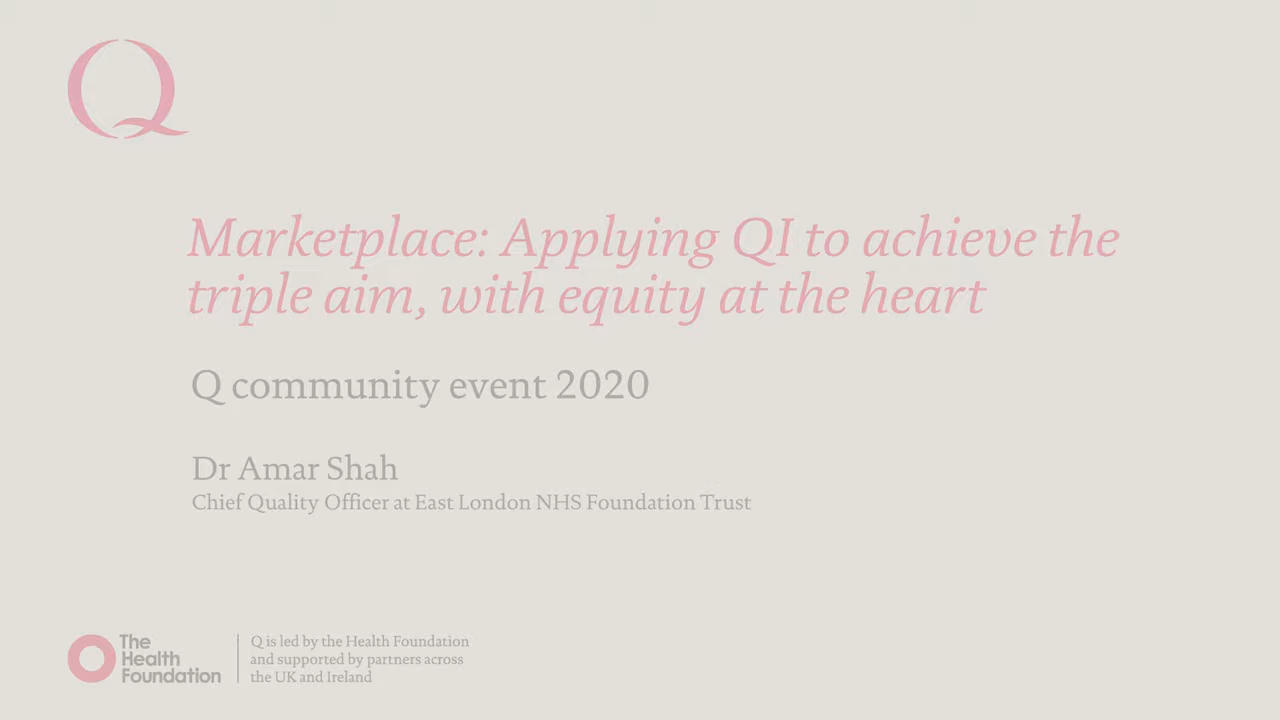 Q
Marketplace: Applying QI to achieve the
triple aim, with equity at the heart
Q community event 2020
Dr Amar Shah
Chief Quality Officer at East London NHS Foundation Trust
The
Health
Foundation
Q is led by the Health Foundation
and supported by partners across
the UK and Ireland